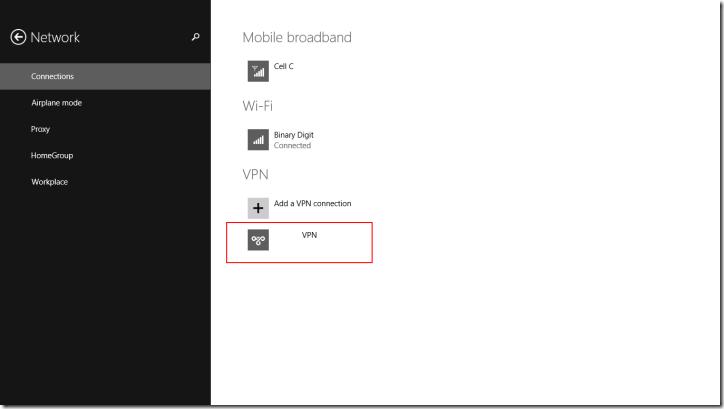 Network
Connections
Airplane mode
Proxy
HomeGroup
Workplace
Mobile broadband
Cell C
Wi-Fi
Binary Digit
Connected
VPN
Add a VPN connection
VPN